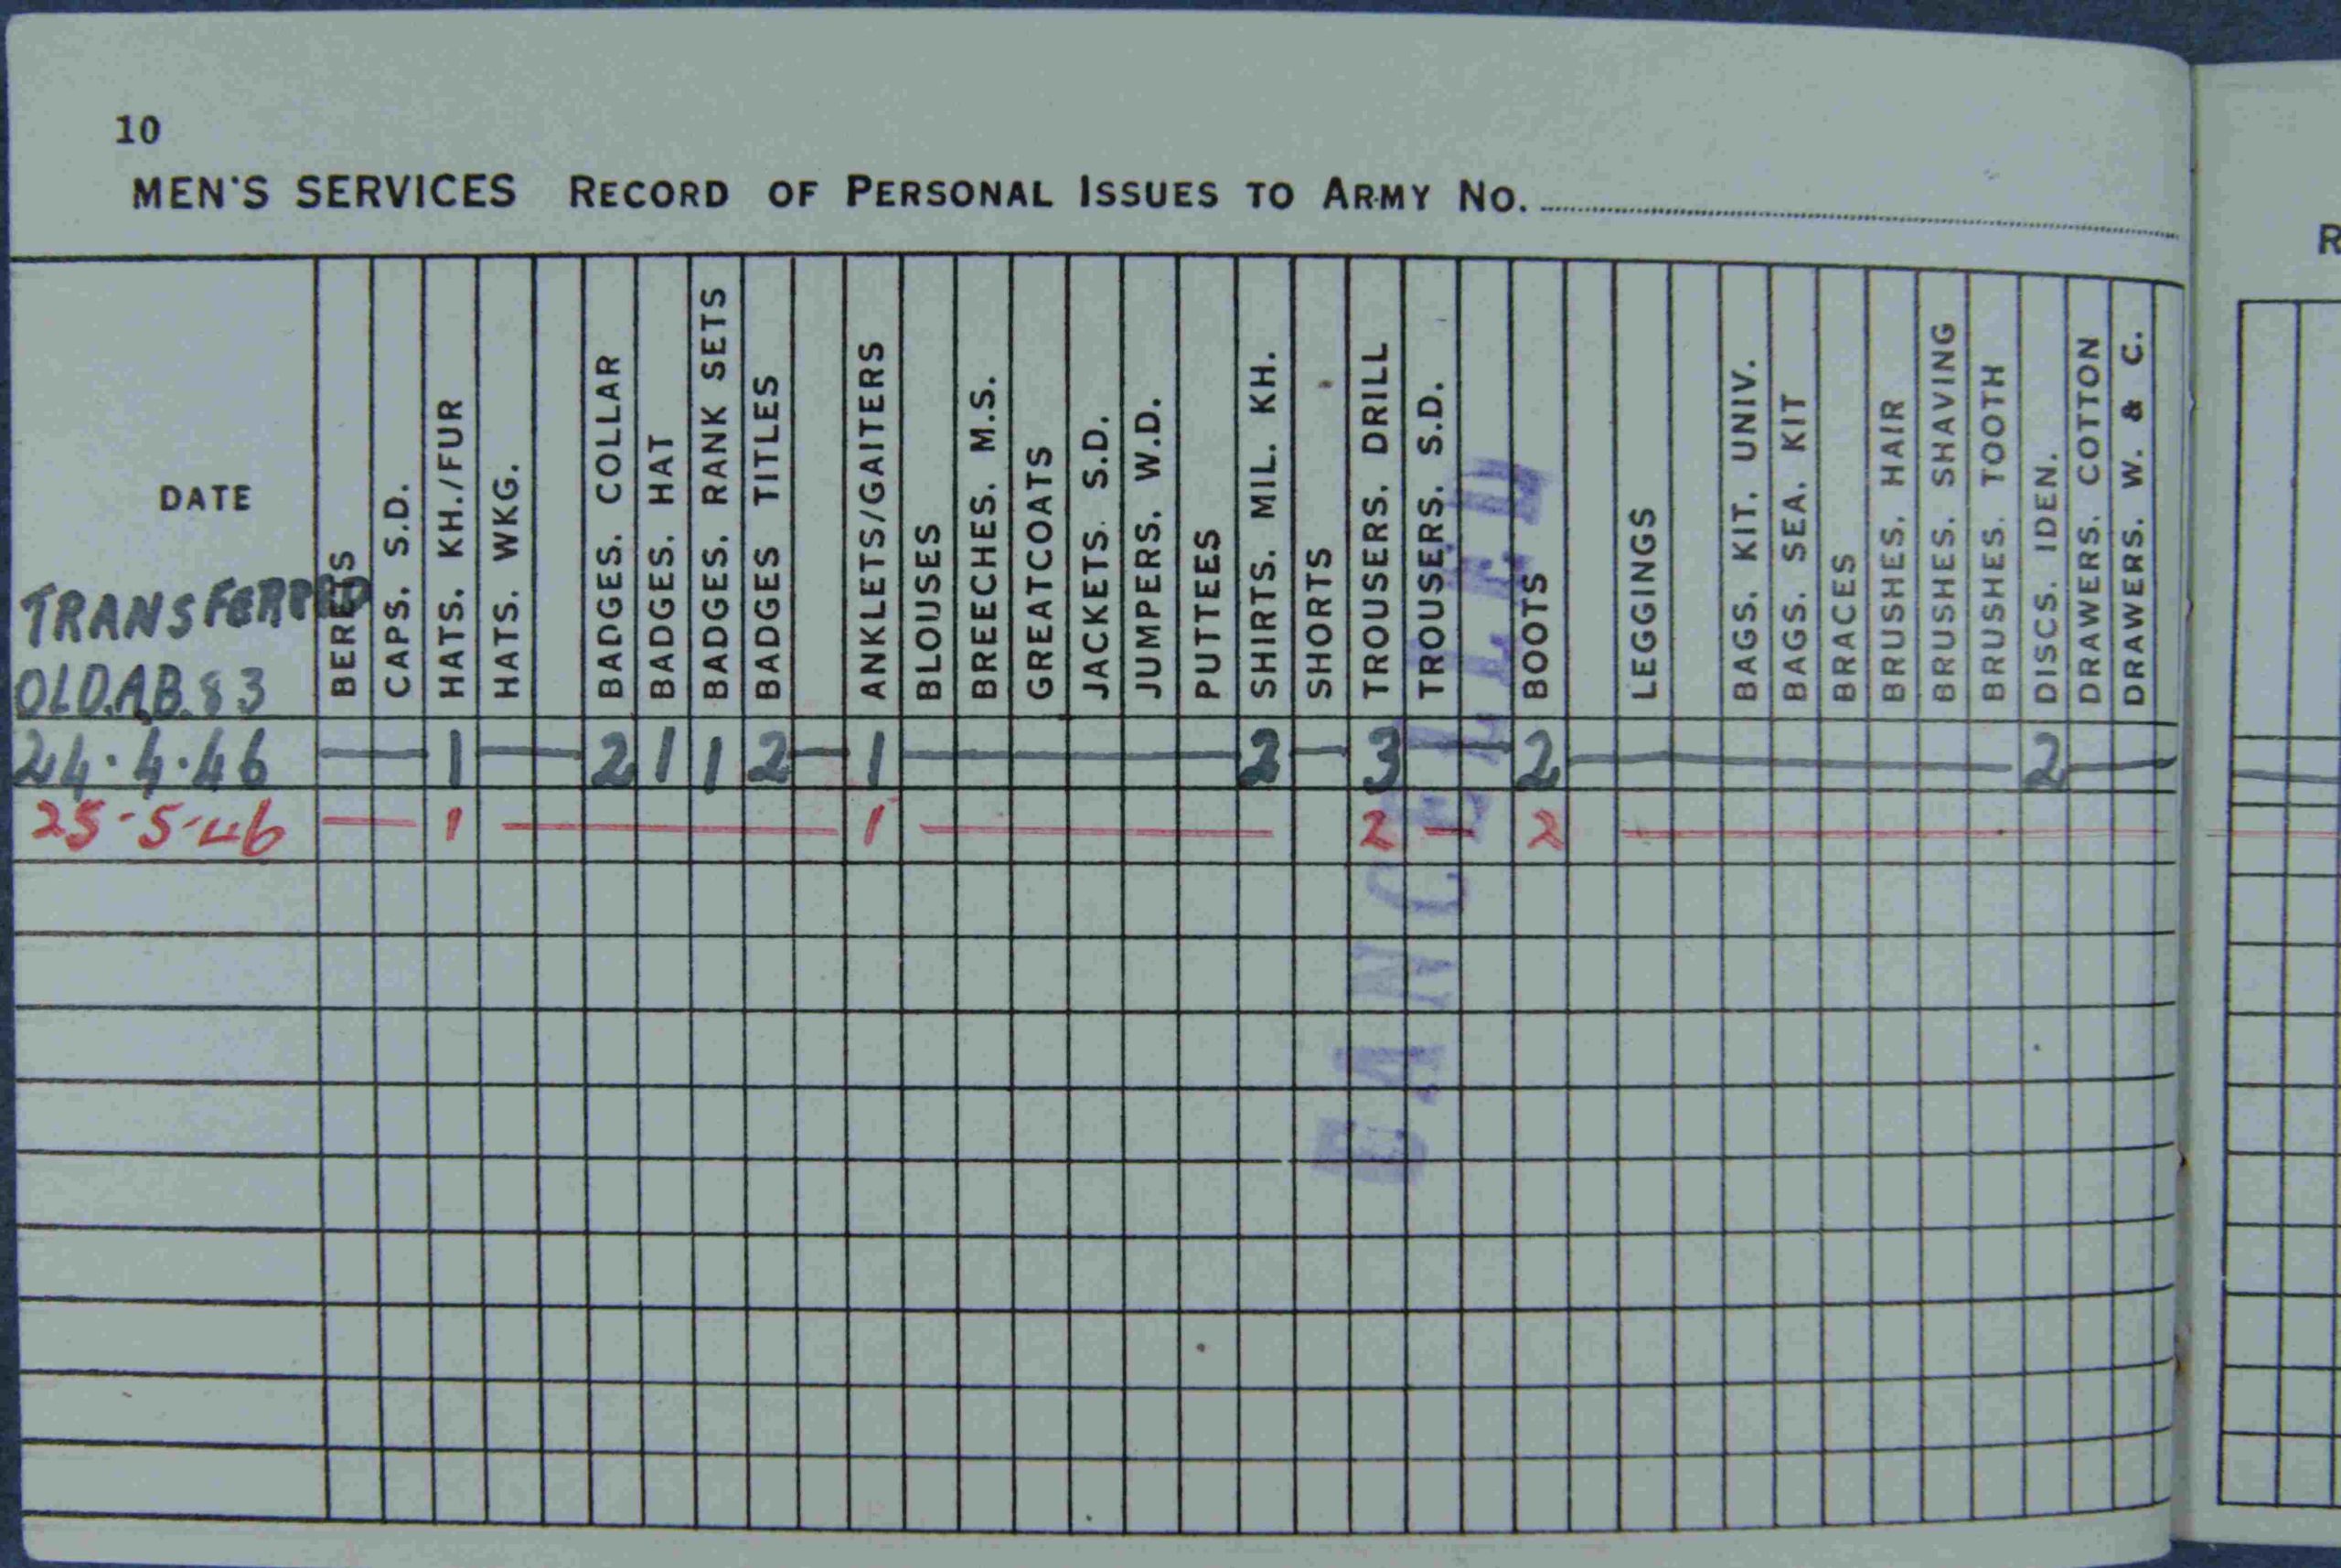 10
MEN'S SERVICES RECORD OF PERSONAL ISSUES TO ARMY No.
R
DATE
BERETS
CAPS. S.D.
HATS. KH./FUR
HATS. WKG.
BADGES. COLLAR
BADGES. HAT
BADGES. RANK SETS
BADGES TITLES
ANKLETS/GAITERS
BLOUSES
BREECHES. M.S.
GREATCOATS
JACKETS. S.D.
JUMPERS. W.D.
PUTTEES
SHIRTS. MIL. KH.
SHORTS
TROUSERS. DRILL
TROUSERS. S.D.
BOOTS
LEGGINGS
BAGS. KIT. UNIV.
BAGS. SEA. KIT
BRACES
BRUSHES. HAIR
BRUSHES. SHAVING
BRUSHES. TOOTH
DISCS. IDEN.
DRAWERS. COTTON
DRAWERS. W. & C.
TRANSFERRED
OLD.A.B.83
24.4.46 — 1 — 2 1 1 2 — 1 — 2 — 3 — 2 — 2 —
25-5-46 — 1 — 1 — 2 — 2 —
CANCELLED